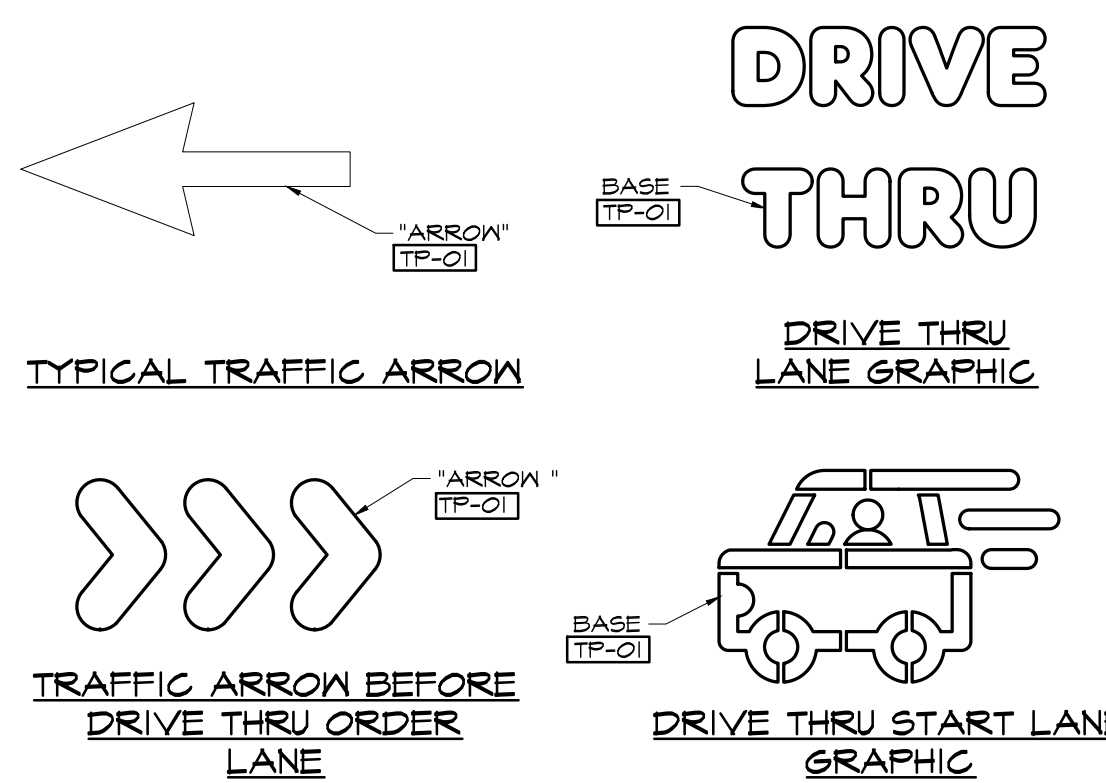 DRIVE
THRU
BASE
TP-01
"ARROW"
TP-01
TYPICAL TRAFFIC ARROW
DRIVE THRU
LANE GRAPHIC
"ARROW "
TP-01
BASE
TP-01
TRAFFIC ARROW BEFORE
DRIVE THRU ORDER
LANE
DRIVE THRU START LANE
GRAPHIC